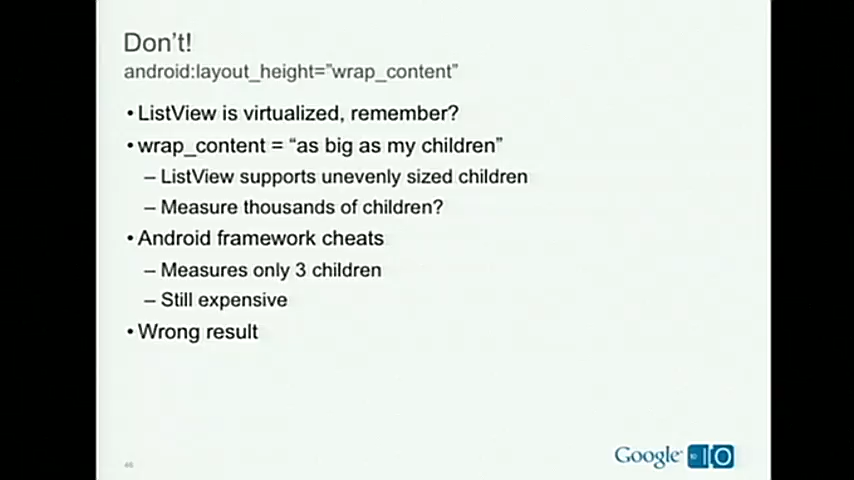 Don't!
android:layout_height=”wrap_content”
• ListView is virtualized, remember?
• wrap_content = “as big as my children”
– ListView supports unevenly sized children
– Measure thousands of children?
• Android framework cheats
– Measures only 3 children
– Still expensive
• Wrong result
Google IO